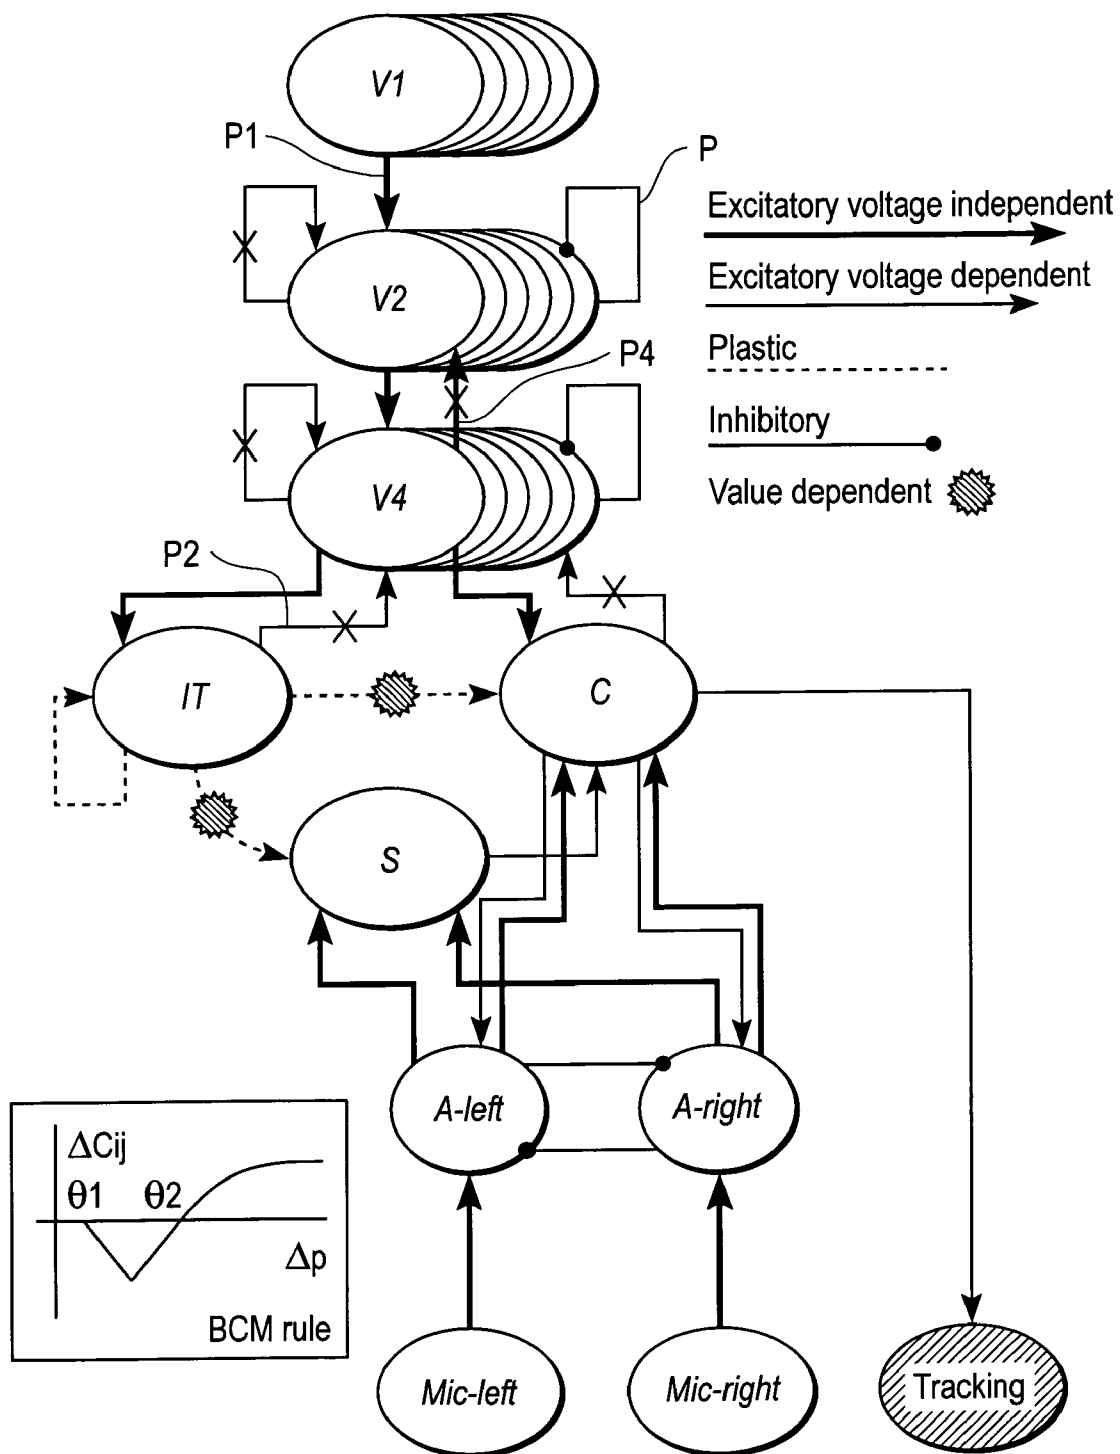 V1
P1
P
Excitatory voltage independent
V2
Excitatory voltage dependent
P4
Plastic
Inhibitory
V4
Value dependent
P2
IT
C
S
A-left
A-right
ΔCij
θ1 θ2
Δp
BCM rule
Mic-left
Mic-right
Tracking